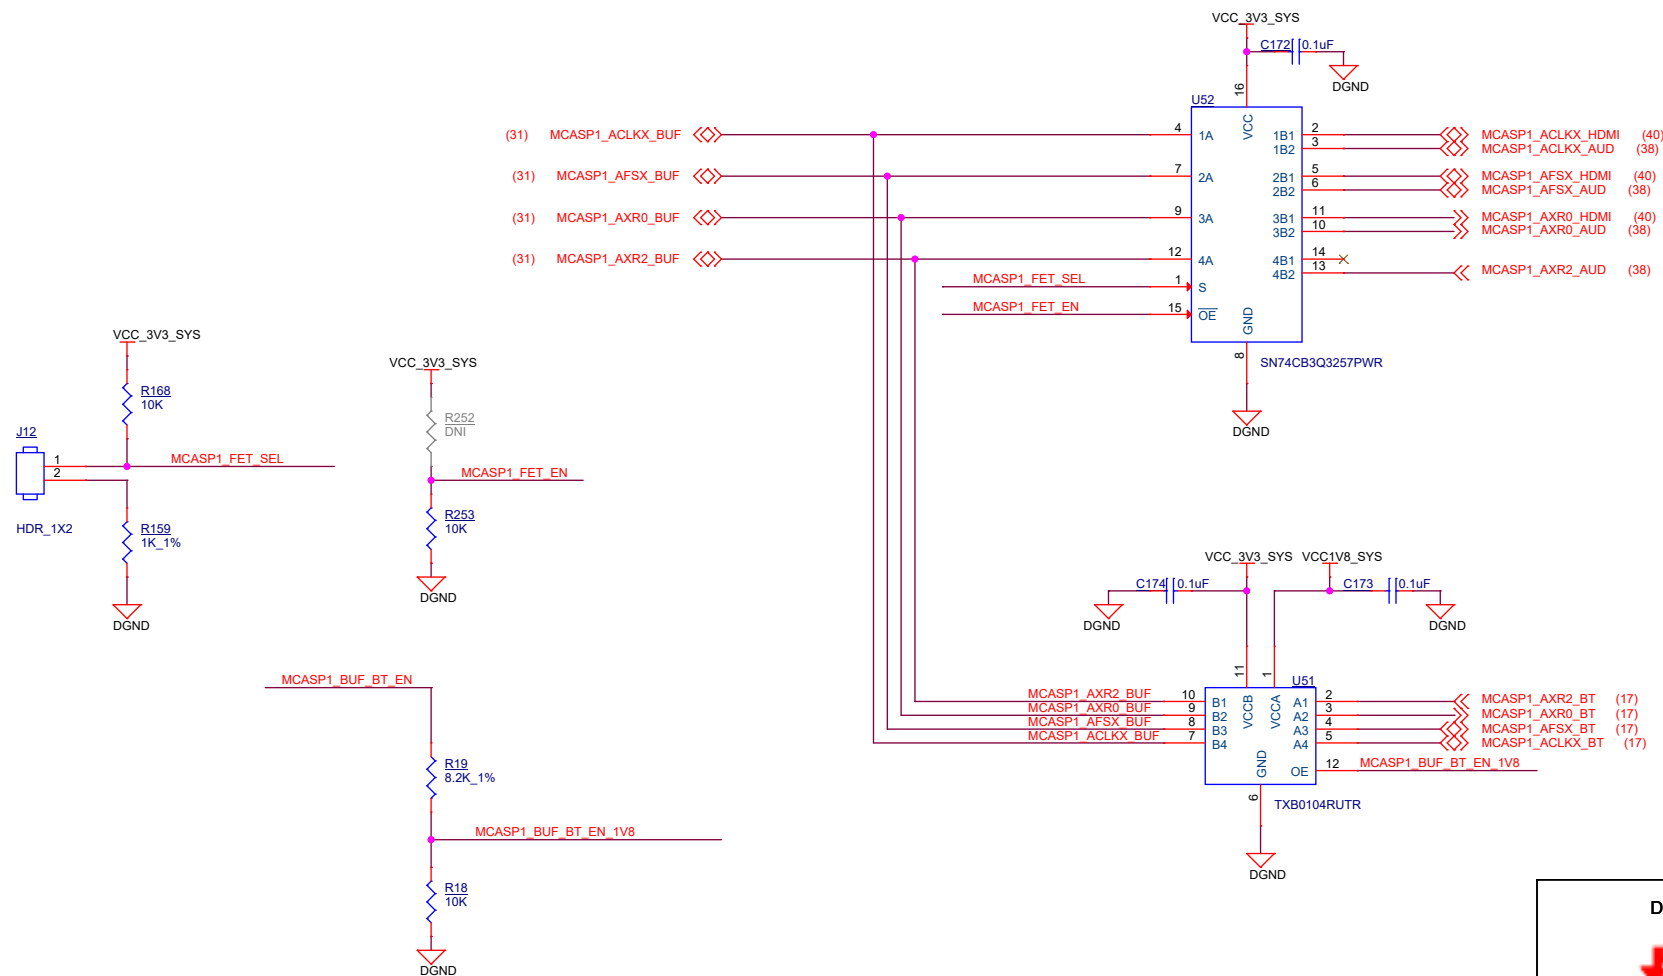 VCC_3V3_SYS
C172 0.1uF
DGND
16
U52
VCC
(31) MCASP1_ACLKX_BUF 4 1A 1B1 2 MCASP1_ACLKX_HDMI (40)
1B2 3 MCASP1_ACLKX_AUD (38)
(31) MCASP1_AFSX_BUF 7 2A 2B1 5 MCASP1_AFSX_HDMI (40)
2B2 6 MCASP1_AFSX_AUD (38)
(31) MCASP1_AXR0_BUF 9 3A 3B1 11 MCASP1_AXR0_HDMI (40)
3B2 10 MCASP1_AXR0_AUD (38)
(31) MCASP1_AXR2_BUF 12 4A 4B1 14
4B2 13 MCASP1_AXR2_AUD (38)
MCASP1_FET_SEL 1 S
MCASP1_FET_EN 15 OE
GND
8
SN74CB3Q3257PWR
DGND
VCC_3V3_SYS
R168
10K
J12
1
2
MCASP1_FET_SEL
HDR_1X2
R159
1K_1%
DGND
VCC_3V3_SYS
R252
DNI
MCASP1_FET_EN
R253
10K
DGND
VCC_3V3_SYS VCC1V8_SYS
C174 0.1uF C173 0.1uF
DGND DGND
11 1
U51
VCCB VCCA
MCASP1_AXR2_BUF 10 B1 A1 2 MCASP1_AXR2_BT (17)
MCASP1_AXR0_BUF 9 B2 A2 3 MCASP1_AXR0_BT (17)
MCASP1_AFSX_BUF 8 B3 A3 4 MCASP1_AFSX_BT (17)
MCASP1_ACLKX_BUF 7 B4 A4 5 MCASP1_ACLKX_BT (17)
GND OE 12 MCASP1_BUF_BT_EN_1V8
6
TXB0104RUTR
DGND
MCASP1_BUF_BT_EN
R19
8.2K_1%
MCASP1_BUF_BT_EN_1V8
R18
10K
DGND
D